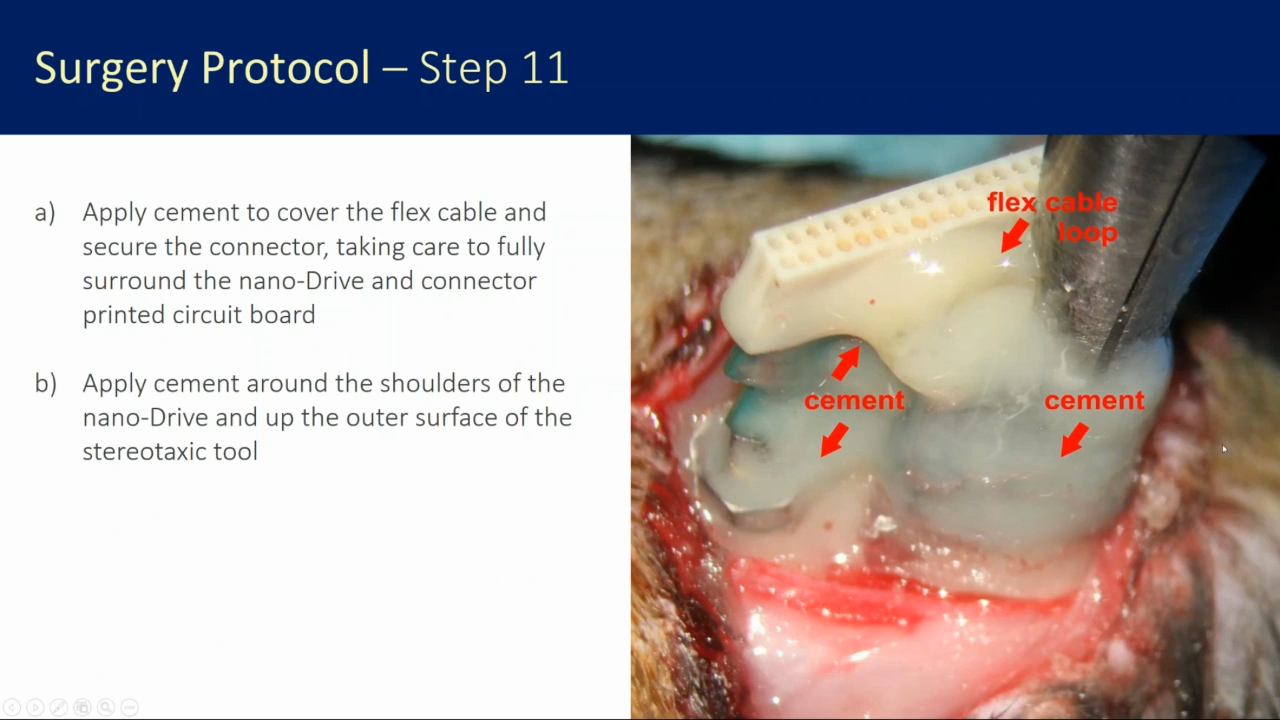 Surgery Protocol – Step 11
a) Apply cement to cover the flex cable and
secure the connector, taking care to fully
surround the nano-Drive and connector
printed circuit board
b) Apply cement around the shoulders of the
nano-Drive and up the outer surface of the
stereotaxic tool
flex cable
loop
cement
cement